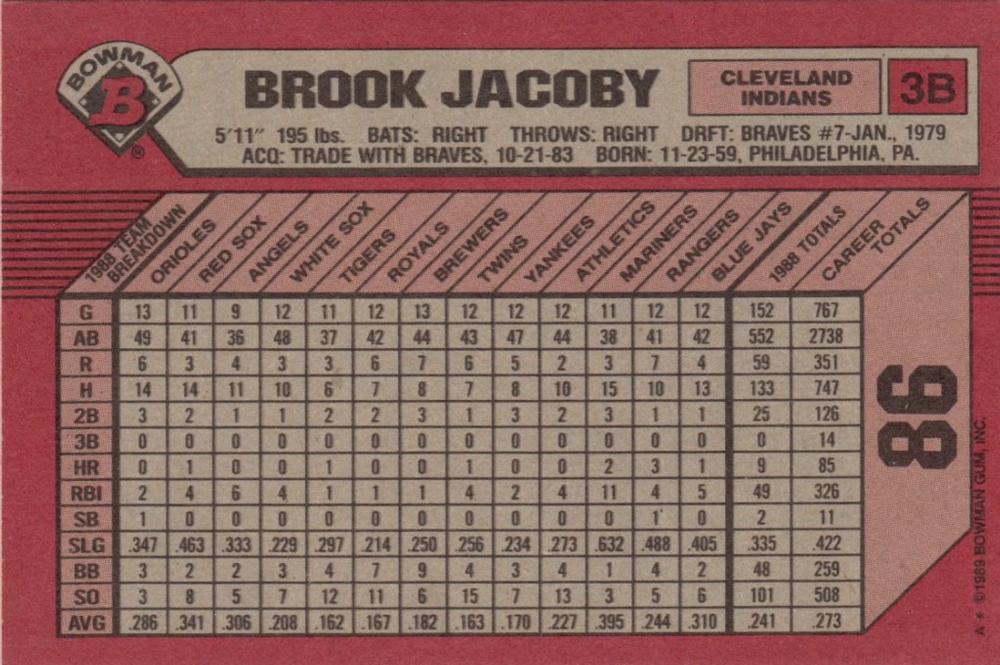 BOWMAN
B
®
BROOK JACOBY
CLEVELAND
INDIANS
3B
5'11" 195 lbs. BATS: RIGHT THROWS: RIGHT DRFT: BRAVES #7-JAN., 1979
ACQ: TRADE WITH BRAVES, 10-21-83 BORN: 11-23-59, PHILADELPHIA, PA.
1988 TEAM BREAKDOWN ORIOLES RED SOX ANGELS WHITE SOX TIGERS ROYALS BREWERS TWINS YANKEES ATHLETICS MARINERS RANGERS BLUE JAYS 1988 TOTALS CAREER TOTALS
G 13 11 9 12 11 12 13 12 12 12 11 12 12 152 767
AB 49 41 36 48 37 42 44 43 47 44 38 41 42 552 2738
R 6 3 4 3 3 6 7 6 5 2 3 7 4 59 351
H 14 14 11 10 6 7 8 7 8 10 15 10 13 133 747
2B 3 2 1 1 2 2 3 1 3 2 3 1 1 25 126
3B 0 0 0 0 0 0 0 0 0 0 0 0 0 0 14
HR 0 1 0 0 1 0 0 1 0 0 2 3 1 9 85
RBI 2 4 6 4 1 1 1 4 2 4 11 4 5 49 326
SB 1 0 0 0 0 0 0 0 0 0 0 1 0 2 11
SLG .347 .463 .333 .229 .297 .214 .250 .256 .234 .273 .632 .488 .405 .335 .422
BB 3 2 2 3 4 7 9 4 3 4 1 4 2 48 259
SO 3 8 5 7 12 11 6 15 7 13 3 5 6 101 508
AVG .286 .341 .306 .208 .162 .167 .182 .163 .170 .227 .395 .244 .310 .241 .273
86
A * ©1989 BOWMAN GUM, INC.